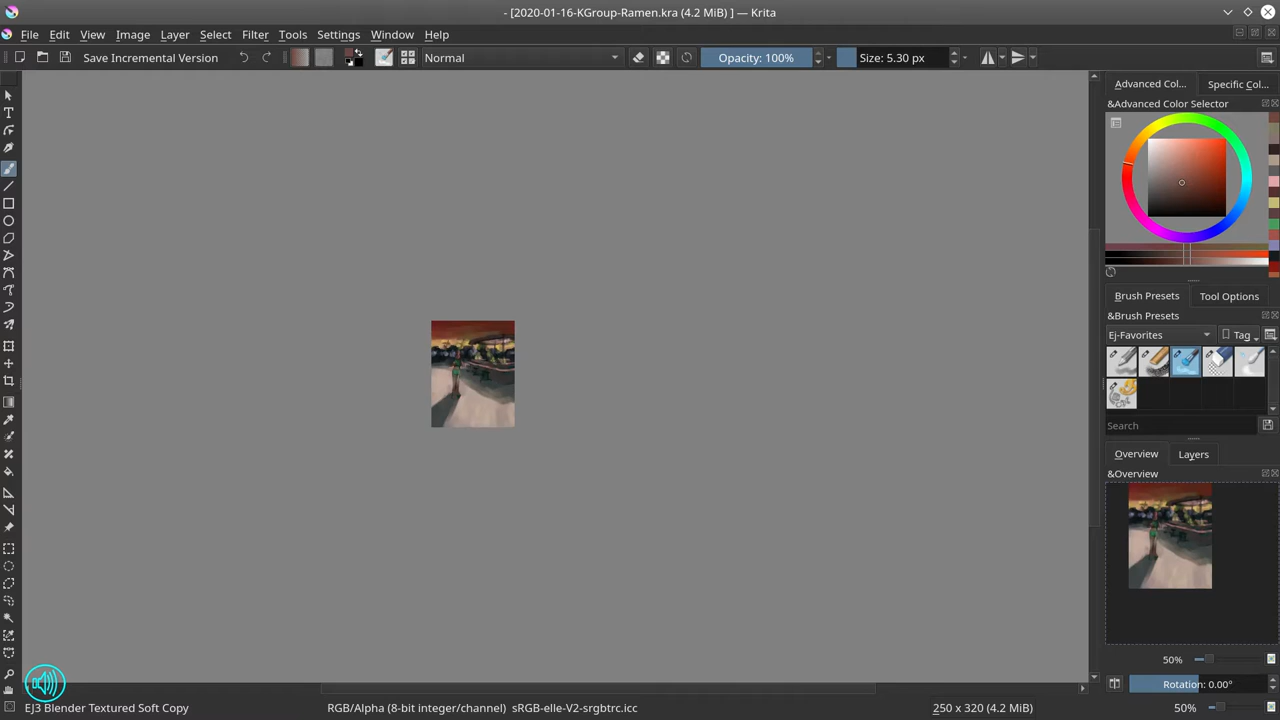 - [2020-01-16-KGroup-Ramen.kra (4.2 MiB) ] — Krita
File Edit View Image Layer Select Filter Tools Settings Window Help
Save Incremental Version Normal Opacity: 100% Size: 5.30 px
Advanced Col... Specific Col...
&Advanced Color Selector
Brush Presets Tool Options
&Brush Presets
Ej-Favorites Tag
Search
Overview Layers
&Overview
50%
Rotation: 0.00°
EJ3 Blender Textured Soft Copy RGB/Alpha (8-bit integer/channel) sRGB-elle-V2-srgbtrc.icc 250 x 320 (4.2 MiB) 50%